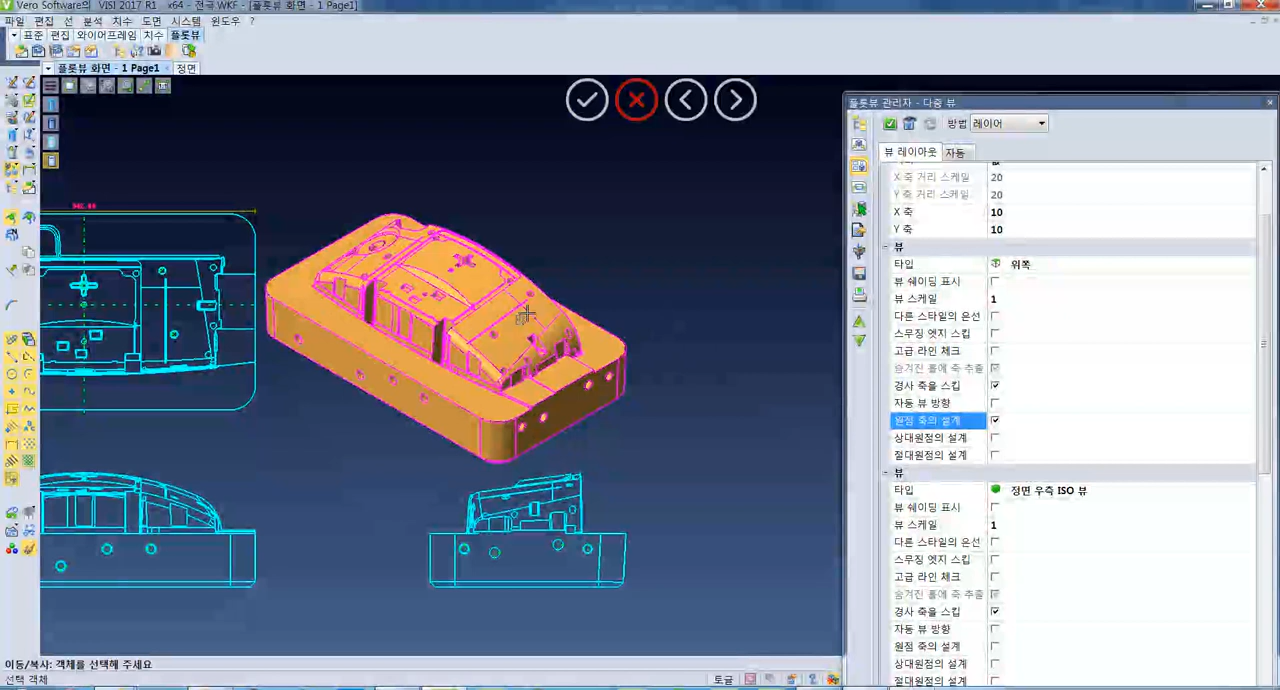 Vero Software의 VISI 2017 R1 - x64 - 전극.WKF - [플롯뷰 화면 - 1 Page1]
파일 편집 선 분석 치수 도면 시스템 윈도우 ?
표준 편집 와이어프레임 치수 플롯뷰
플롯뷰 화면 - 1 Page1 정면
플롯뷰 관리자 - 다중 뷰
방법 레이어
뷰 레이아웃 자동
X 축 거리 스케일 20
Y 축 거리 스케일 20
X 축 10
Y 축 10
뷰
타입 위쪽
뷰 쉐이딩 표시
뷰 스케일 1
다른 스타일의 은선
스무징 엣지 스킵
고급 라인 체크
숨겨진 홀에 축 추출
경사 축을 스킵
자동 뷰 방향
원점 축의 설계
상대원점의 설계
절대원점의 설계
뷰
타입 정면 우측 ISO 뷰
뷰 쉐이딩 표시
뷰 스케일 1
다른 스타일의 은선
스무징 엣지 스킵
고급 라인 체크
숨겨진 홀에 축 추출
경사 축을 스킵
자동 뷰 방향
원점 축의 설계
상대원점의 설계
절대원점의 설계
이동/복사: 객체를 선택해 주세요
선택 객체
토글